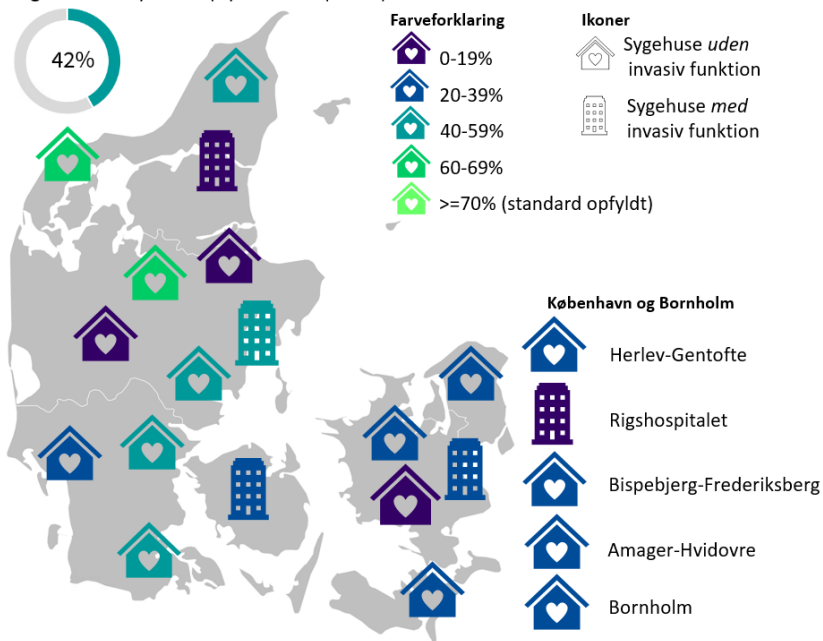 42%
Farveforklaring
0-19%
20-39%
40-59%
60-69%
>=70% (standard opfyldt)
Ikoner
Sygehuse uden
invasiv funktion
Sygehuse med
invasiv funktion
København og Bornholm
Herlev-Gentofte
Rigshospitalet
Bispebjerg-Frederiksberg
Amager-Hvidovre
Bornholm